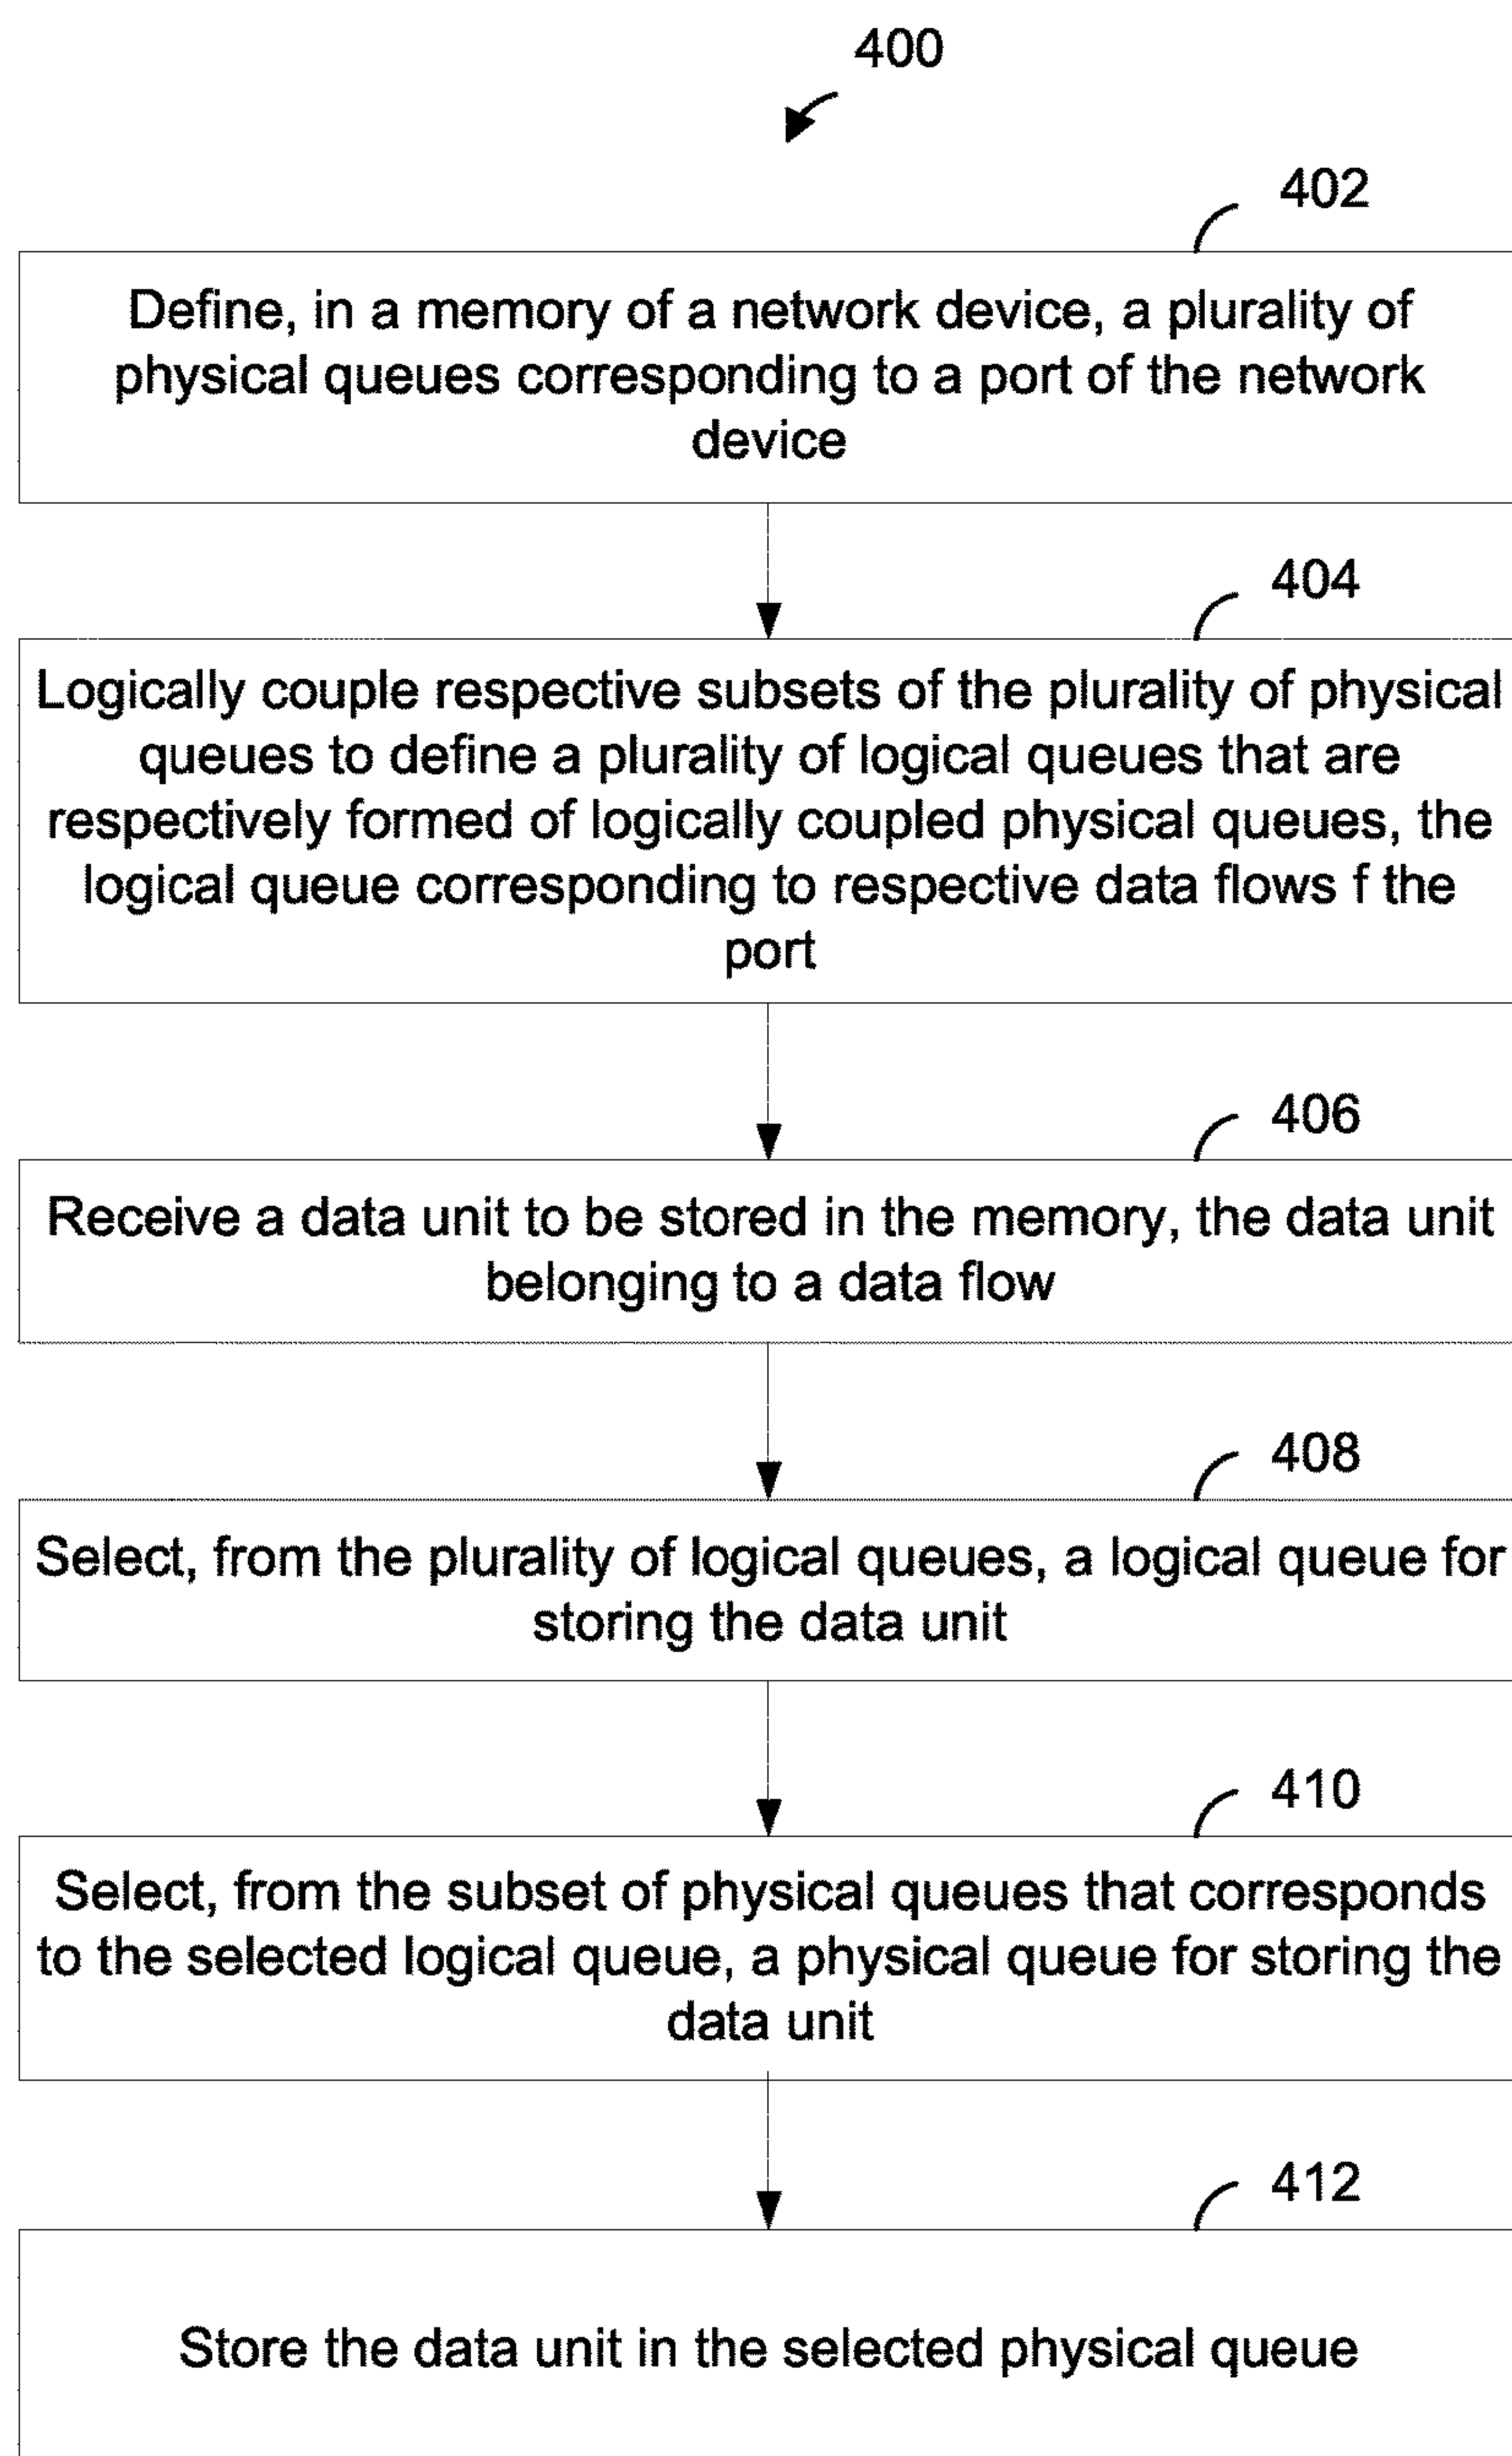 400
402
Define, in a memory of a network device, a plurality of
physical queues corresponding to a port of the network
device
404
Logically couple respective subsets of the plurality of physical
queues to define a plurality of logical queues that are
respectively formed of logically coupled physical queues, the
logical queue corresponding to respective data flows f the
port
406
Receive a data unit to be stored in the memory, the data unit
belonging to a data flow
408
Select, from the plurality of logical queues, a logical queue for
storing the data unit
410
Select, from the subset of physical queues that corresponds
to the selected logical queue, a physical queue for storing the
data unit
412
Store the data unit in the selected physical queue